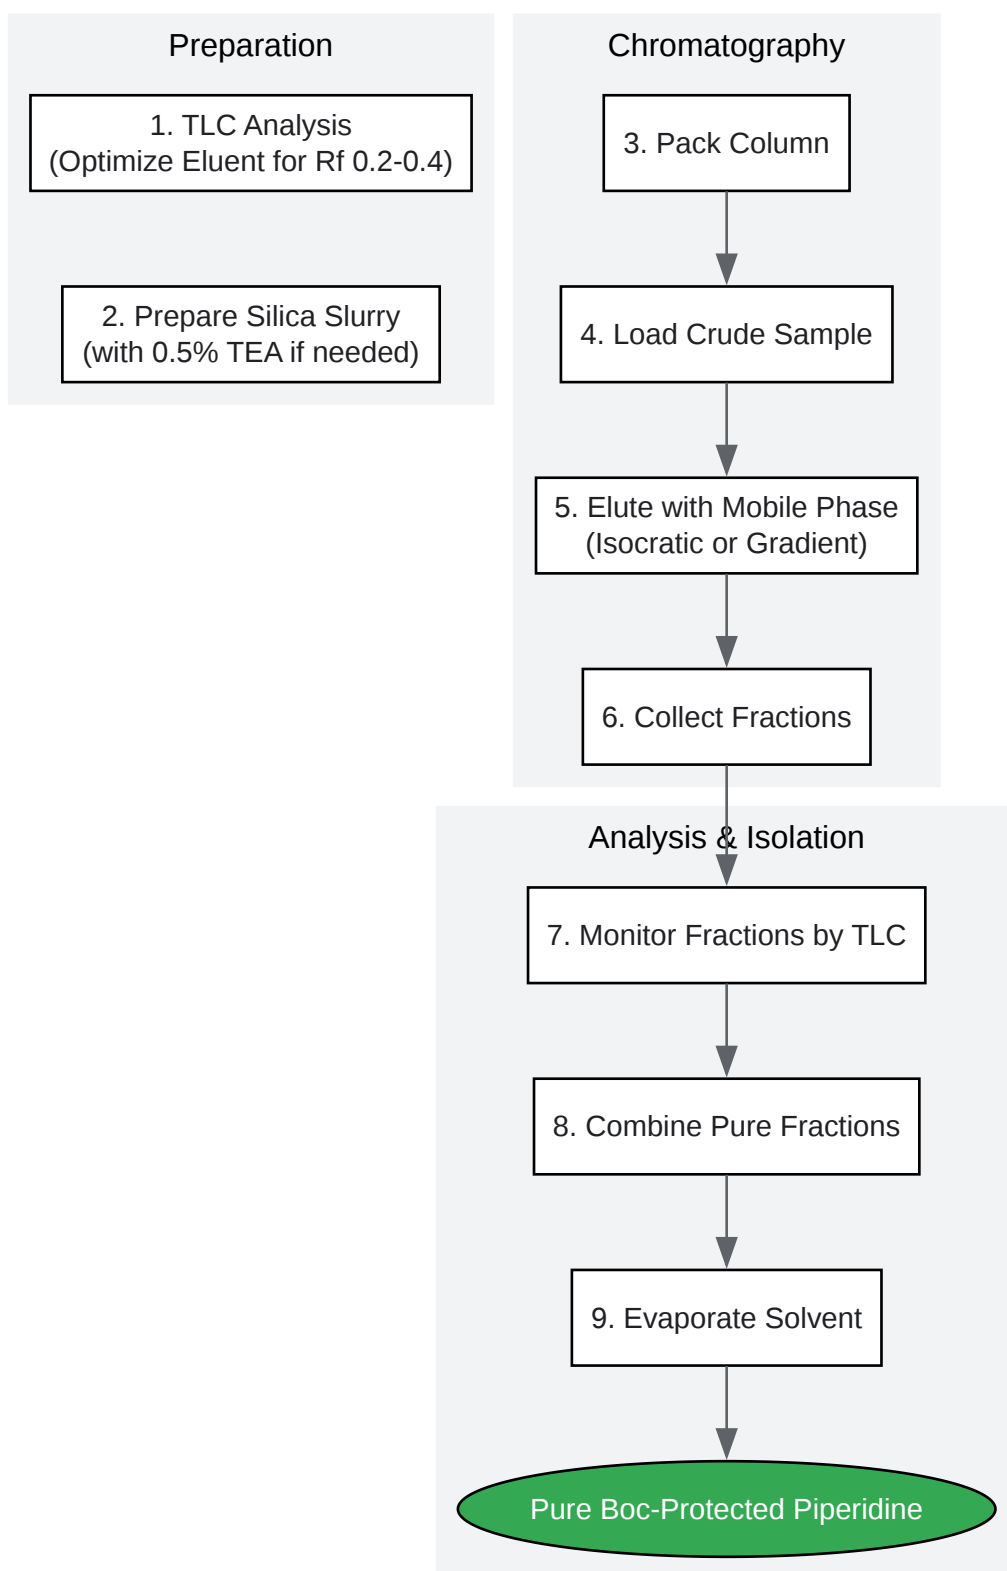 Preparation
1. TLC Analysis
(Optimize Eluent for Rf 0.2-0.4)
2. Prepare Silica Slurry
(with 0.5% TEA if needed)
Chromatography
3. Pack Column
4. Load Crude Sample
5. Elute with Mobile Phase
(Isocratic or Gradient)
6. Collect Fractions
Analysis & Isolation
7. Monitor Fractions by TLC
8. Combine Pure Fractions
9. Evaporate Solvent
Pure Boc-Protected Piperidine